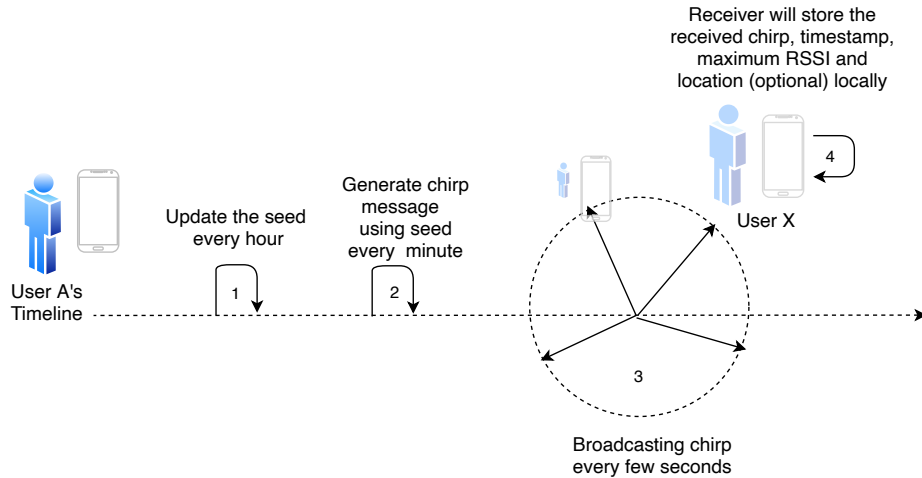 Receiver will store the
received chirp, timestamp,
maximum RSSI and
location (optional) locally
4
User X
Generate chirp
message
using seed
every  minute
Update the seed
every hour
1
2
User A's
Timeline
3
Broadcasting chirp
every few seconds